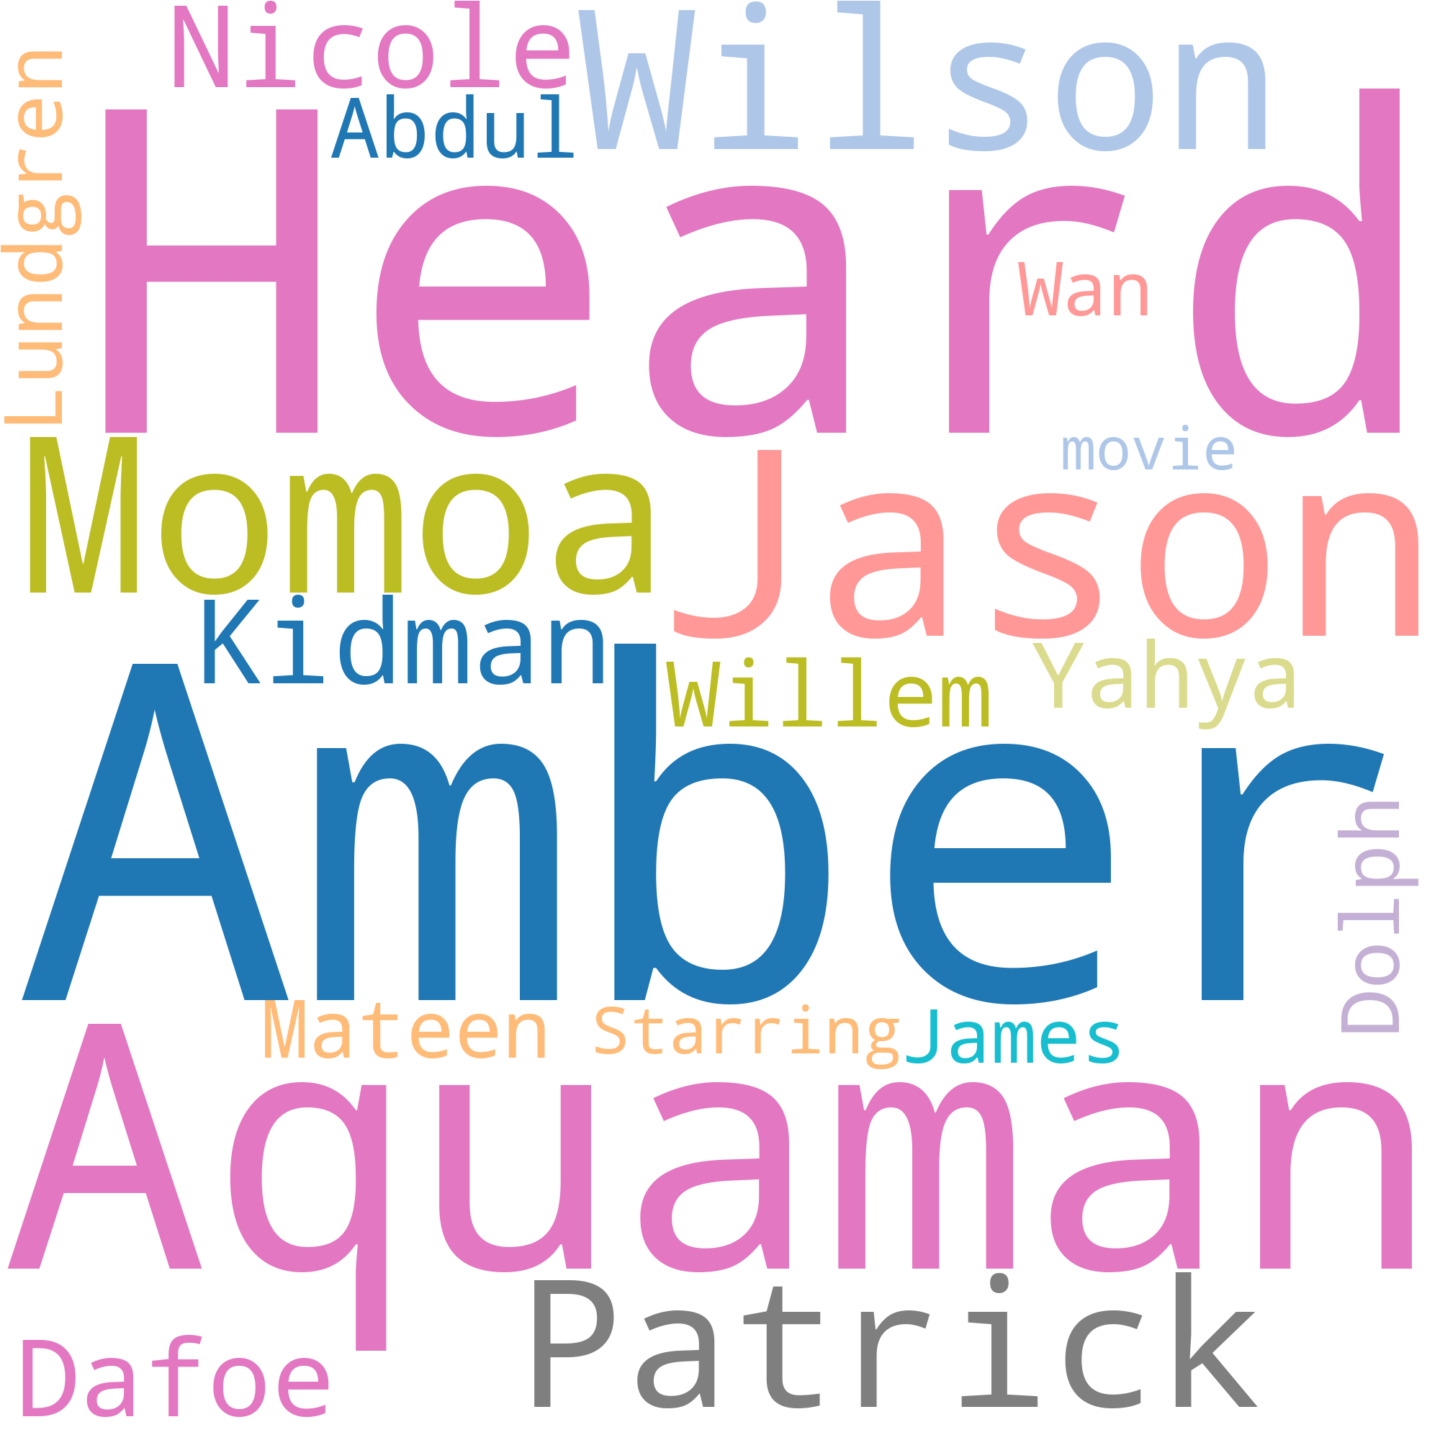 Nicole
Wilson
Abdul
Lundgren
Heard
Wan
movie
Momoa
Jason
Kidman
Willem
Yahya
Amber
Dolph
Mateen
Starring
James
Aquaman
Patrick
Dafoe